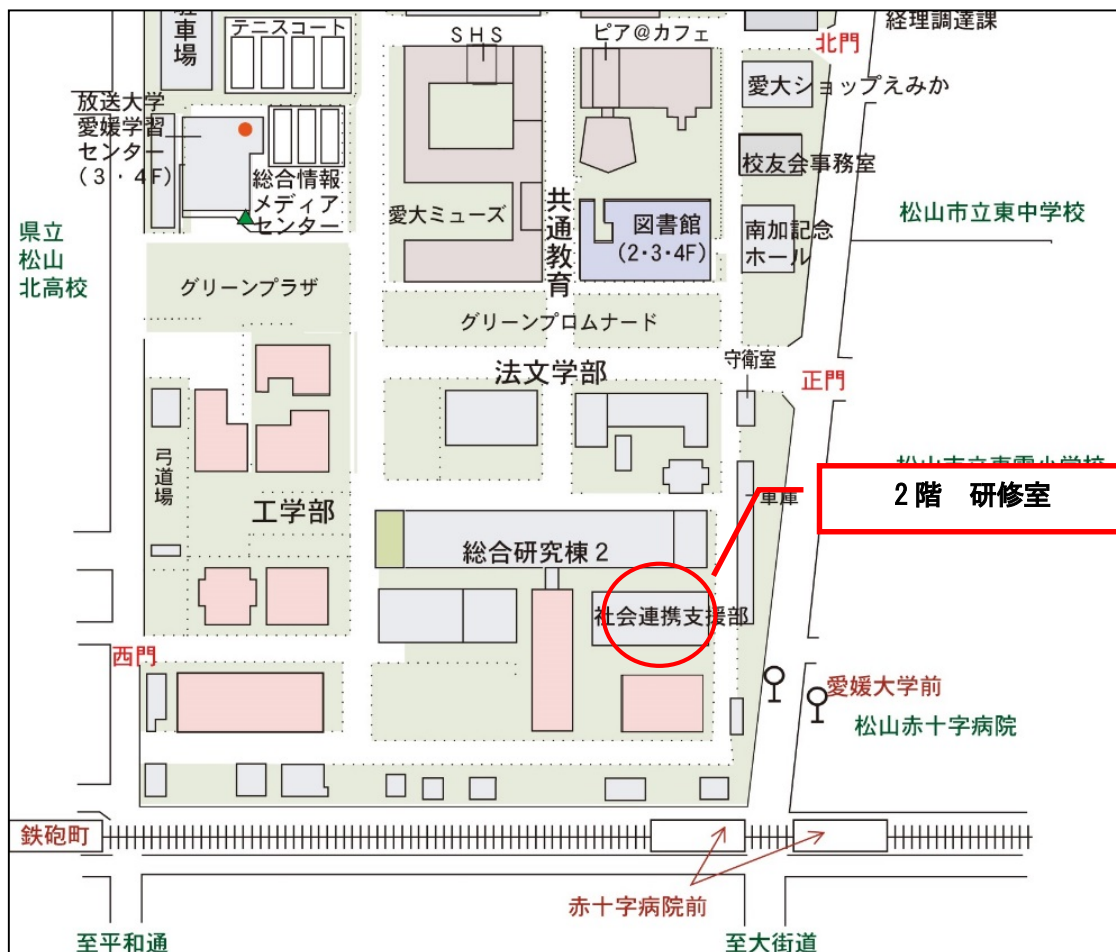 経理調達課
駐車場
テニスコート
SHS
ピア@カフェ
北門
愛大ショップえみか
放送大学
愛媛学習
センター
(3・4F)
総合情報
メディア
センター
校友会事務室
愛大ミューズ
共通教育
図書館
(2・3・4F)
南加記念
ホール
松山市立東中学校
県立
松山
北高校
グリーンプラザ
グリーンプロムナード
守衛室
法文学部
正門
弓道場
工学部
車庫
2階 研修室
総合研究棟2
社会連携支援部
西門
愛媛大学前
松山赤十字病院
鉄砲町
赤十字病院前
至平和通
至大街道